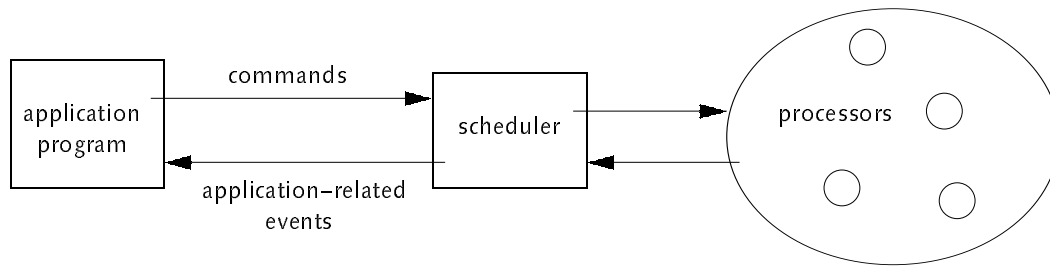 application
program
commands
application-related
events
scheduler
processors